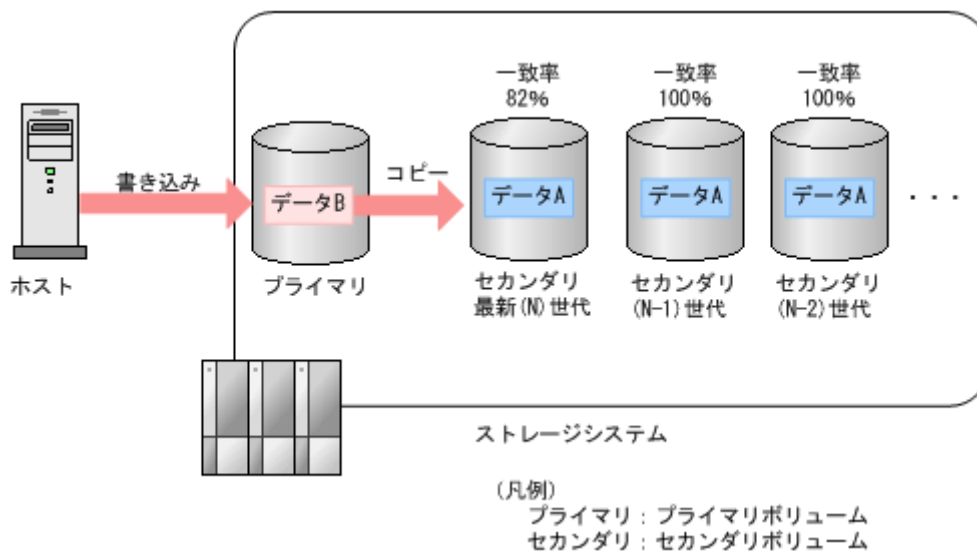 一致率
82%
一致率
100%
一致率
100%
書き込み
コピー
データB
データA
データA
データA
・・・
ホスト
プライマリ
セカンダリ
最新(N)世代
セカンダリ
(N-1)世代
セカンダリ
(N-2)世代
ストレージシステム
(凡例)
プライマリ：プライマリボリューム
セカンダリ：セカンダリボリューム